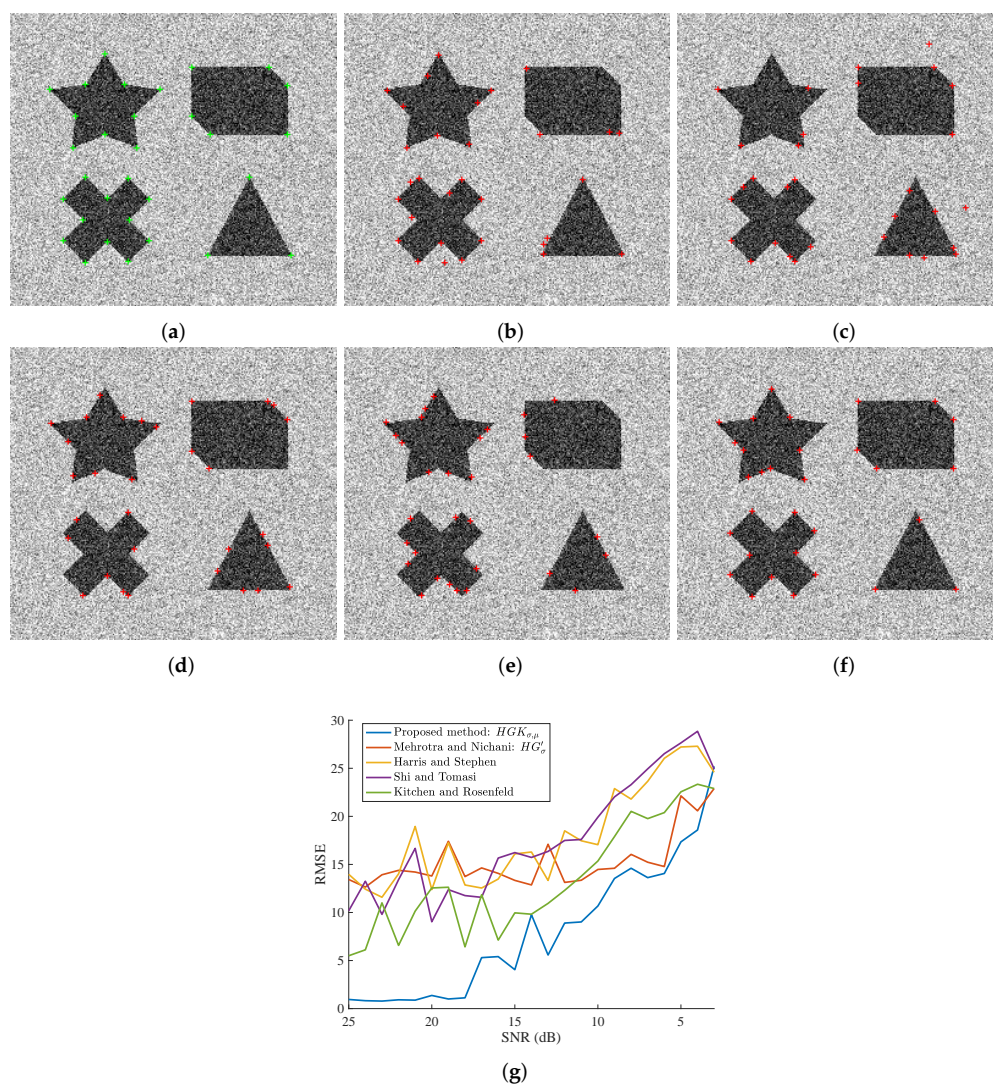 (a)
(b)
(c)
(d)
(e)
(f)
30
25
20
15
10
5
0
RMSE
Proposed method: HGKσ,μ
Mehrotra and Nichani: HG′σ
Harris and Stephen
Shi and Tomasi
Kitchen and Rosenfeld
25 20 15 10 5
SNR (dB)
(g)